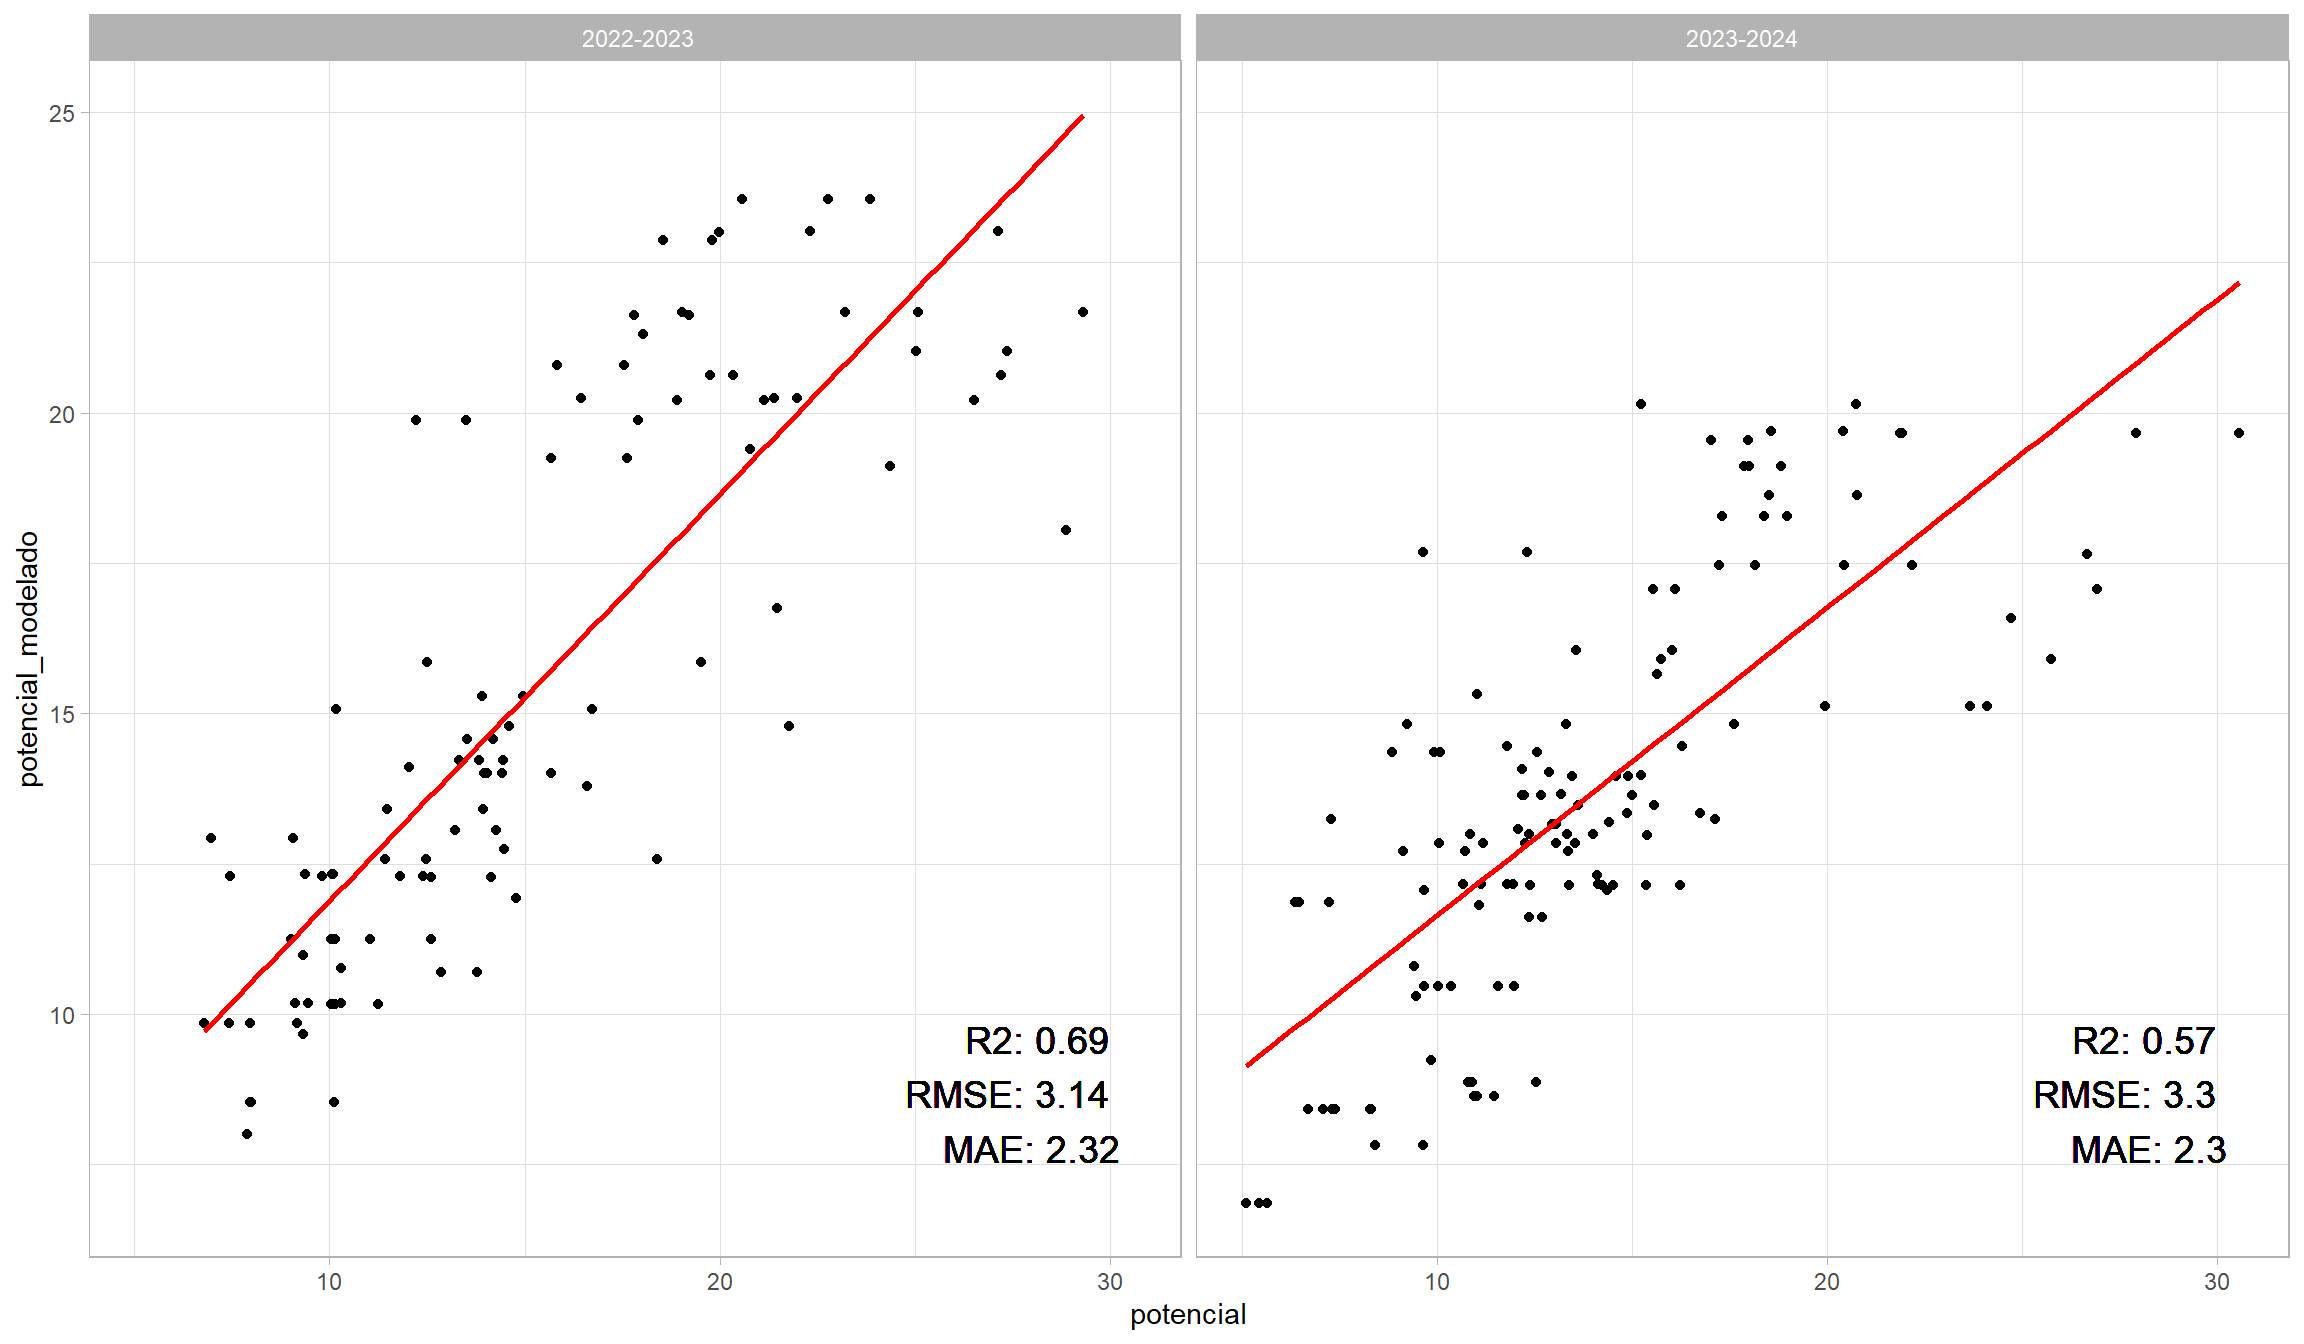 2022-2023
2023-2024
25
20
15
10
potencial_modelado
R2: 0.69
RMSE: 3.14
MAE: 2.32
R2: 0.57
RMSE: 3.3
MAE: 2.3
10
20
30
10
20
30
potencial